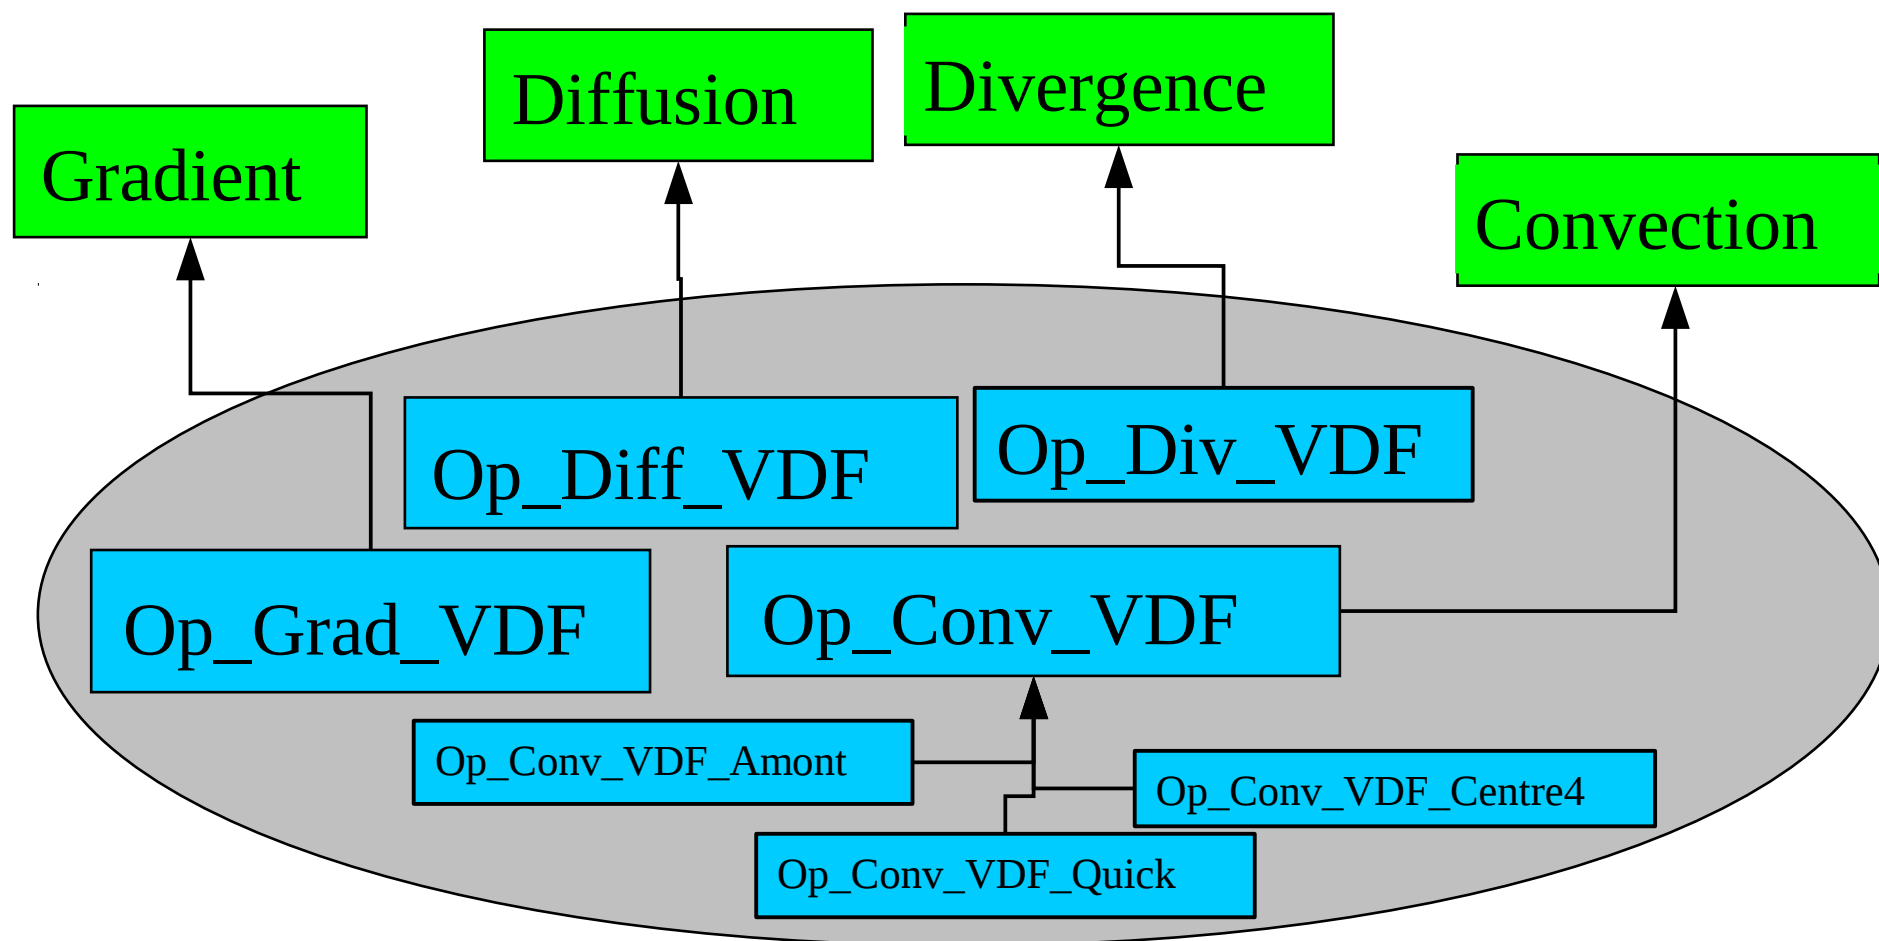 Gradient
Diffusion
Divergence
Convection
Op_Diff_VDF
Op_Div_VDF
Op_Grad_VDF
Op_Conv_VDF
Op_Conv_VDF_Amont
Op_Conv_VDF_Centre4
Op_Conv_VDF_Quick